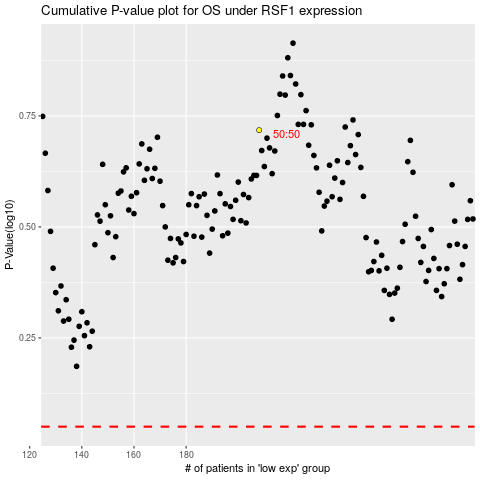 Cumulative P-value plot for OS under RSF1 expression
P-Value(log10)
0.75
0.50
0.25
50:50
120 140 160 180
# of patients in 'low exp' group